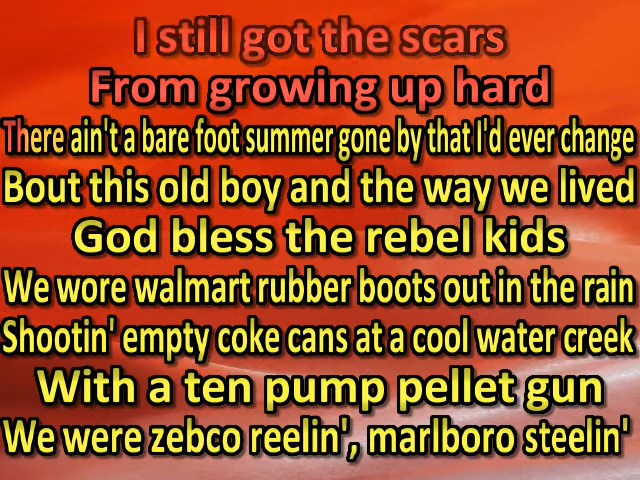 I still got the scars
From growing up hard
There ain't a bare foot summer gone by that I'd ever change
Bout this old boy and the way we lived
God bless the rebel kids
We wore walmart rubber boots out in the rain
Shootin' empty coke cans at a cool water creek
With a ten pump pellet gun
We were zebco reelin', marlboro steelin'